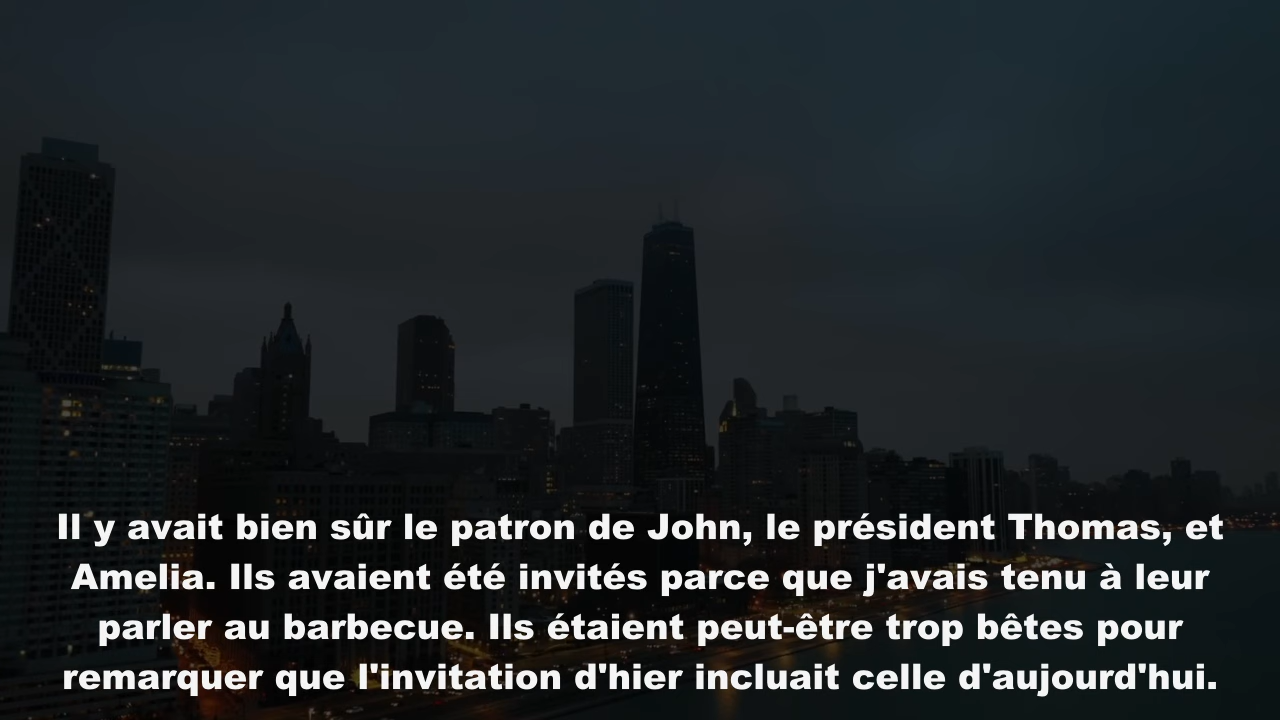 Il y avait bien sûr le patron de John, le président Thomas, et
Amelia. Ils avaient été invités parce que j'avais tenu à leur
parler au barbecue. Ils étaient peut-être trop bêtes pour
remarquer que l'invitation d'hier incluait celle d'aujourd'hui.